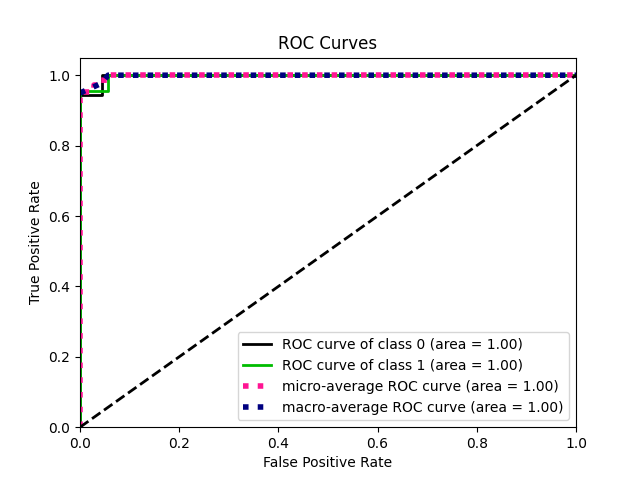 ROC Curves
True Positive Rate
1.0
0.8
0.6
0.4
0.2
0.0
ROC curve of class 0 (area = 1.00)
ROC curve of class 1 (area = 1.00)
micro-average ROC curve (area = 1.00)
macro-average ROC curve (area = 1.00)
0.0 0.2 0.4 0.6 0.8 1.0
False Positive Rate